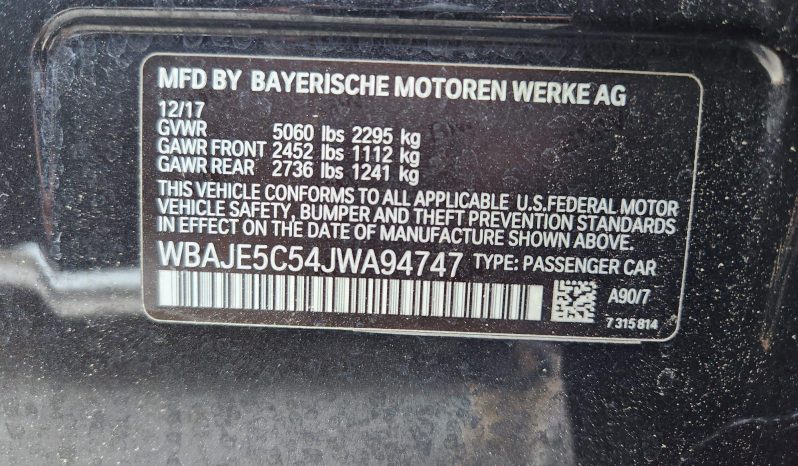 MFD BY BAYERISCHE MOTOREN WERKE AG
12/17
GVWR 5060 lbs 2295 kg
GAWR FRONT 2452 lbs 1112 kg
GAWR REAR 2736 lbs 1241 kg
THIS VEHICLE CONFORMS TO ALL APPLICABLE U.S.FEDERAL MOTOR
VEHICLE SAFETY, BUMPER AND THEFT PREVENTION STANDARDS
IN EFFECT ON THE DATE OF MANUFACTURE SHOWN ABOVE.
WBAJE5C54JWA94747 TYPE: PASSENGER CAR
A90/7
7 315 814